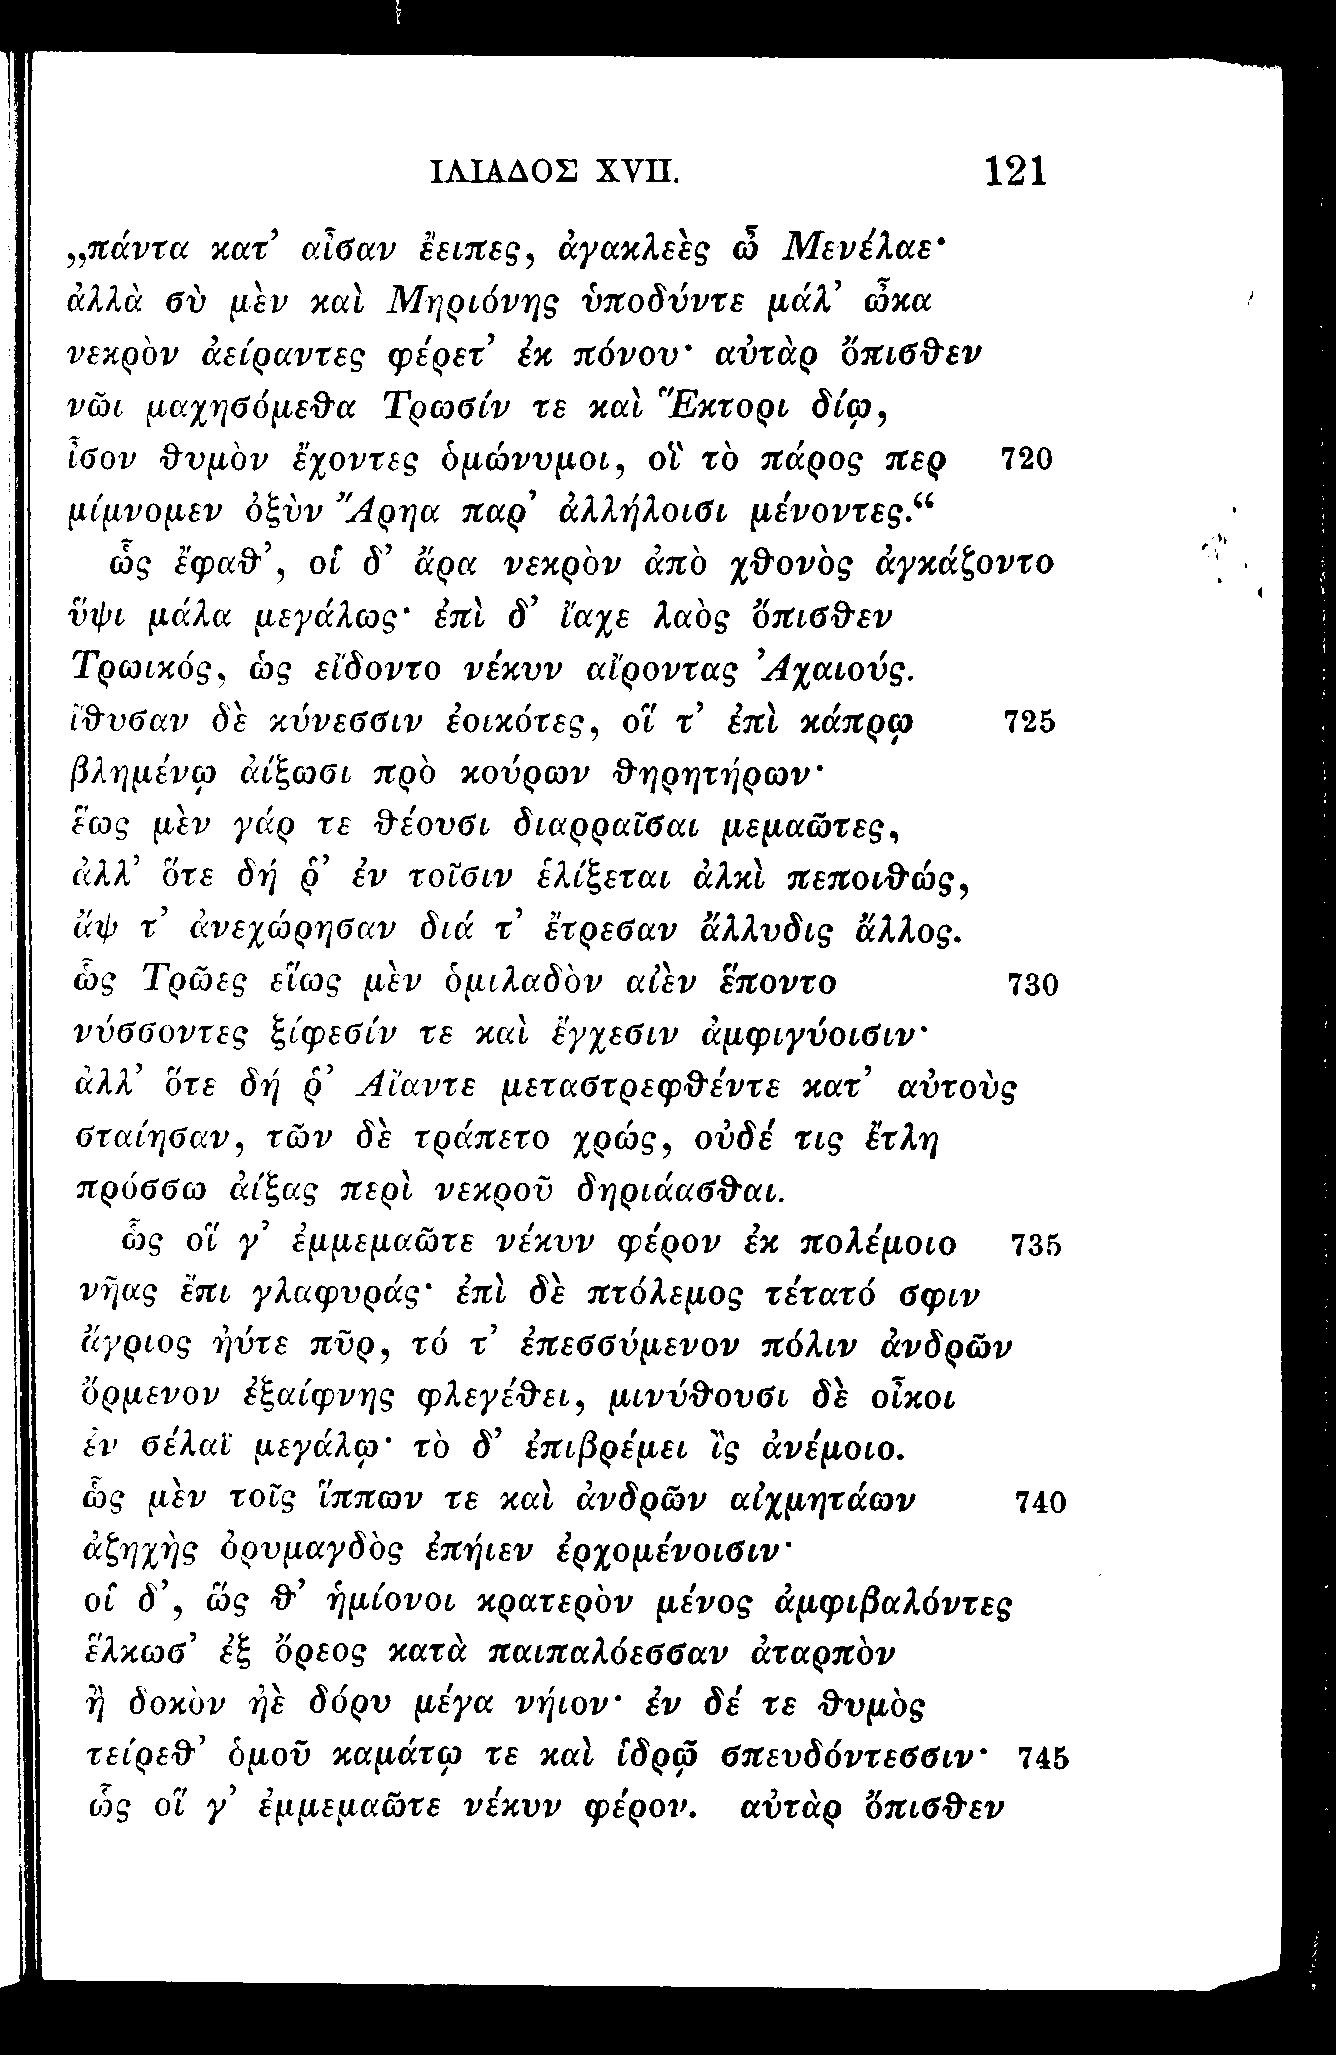 ΙΛΙΑΔΟΣ XVII. 121
„πάντα κατ’ αἶσαν ἔειπες, ἀγακλεὲς ὦ Μενέλαε·
ἀλλὰ σὺ μὲν καὶ Μηριόνης ὑποδύντε μάλ’ ὦκα
νεκρὸν ἀείραντες φέρετ’ ἐκ πόνου· αὐτὰρ ὄπισθεν
νῶι μαχησόμεθα Τρωσίν τε καὶ Ἕκτορι δίῳ,
ἶσον θυμὸν ἔχοντες ὁμώνυμοι, οἳ τὸ πάρος περ 720
μίμνομεν ὀξὺν Ἄρηα παρ’ ἀλλήλοισι μένοντες.“
ὣς ἔφαθ’, οἱ δ’ ἄρα νεκρὸν ἀπὸ χθονὸς ἀγκάζοντο
ὕψι μάλα μεγάλως· ἐπὶ δ’ ἴαχε λαὸς ὄπισθεν
Τρωικός, ὡς εἴδοντο νέκυν αἴροντας Ἀχαιούς.
ἴθυσαν δὲ κύνεσσιν ἐοικότες, οἵ τ’ ἐπὶ κάπρῳ 725
βλημένῳ ἀίξωσι πρὸ κούρων θηρητήρων·
ἕως μὲν γάρ τε θέουσι διαρραῖσαι μεμαῶτες,
ἀλλ’ ὅτε δή ῥ’ ἐν τοῖσιν ἑλίξεται ἀλκὶ πεποιθώς,
ἄψ τ’ ἀνεχώρησαν διά τ’ ἔτρεσαν ἄλλυδις ἄλλος.
ὣς Τρῶες εἵως μὲν ὁμιλαδὸν αἰὲν ἕποντο 730
νύσσοντες ξίφεσίν τε καὶ ἔγχεσιν ἀμφιγύοισιν·
ἀλλ’ ὅτε δή ῥ’ Αἴαντε μεταστρεφθέντε κατ’ αὐτοὺς
σταίησαν, τῶν δὲ τράπετο χρώς, οὐδέ τις ἔτλη
πρόσσω ἀίξας περὶ νεκροῦ δηριάασθαι.
ὣς οἵ γ’ ἐμμεμαῶτε νέκυν φέρον ἐκ πολέμοιο 735
νῆας ἔπι γλαφυράς· ἐπὶ δὲ πτόλεμος τέτατό σφιν
ἄγριος ἠύτε πῦρ, τό τ’ ἐπεσσύμενον πόλιν ἀνδρῶν
ὄρμενον ἐξαίφνης φλεγέθει, μινύθουσι δὲ οἶκοι
ἐν σέλαϊ μεγάλῳ· τὸ δ’ ἐπιβρέμει ἲς ἀνέμοιο.
ὣς μὲν τοῖς ἵππων τε καὶ ἀνδρῶν αἰχμητάων 740
ἀζηχὴς ὀρυμαγδὸς ἐπήιεν ἐρχομένοισιν·
οἱ δ’, ὥς θ’ ἡμίονοι κρατερὸν μένος ἀμφιβαλόντες
ἕλκωσ’ ἐξ ὄρεος κατὰ παιπαλόεσσαν ἀταρπὸν
ἢ δοκὸν ἠὲ δόρυ μέγα νήιον· ἐν δέ τε θυμὸς
τείρεθ’ ὁμοῦ καμάτῳ τε καὶ ἱδρῷ σπευδόντεσσιν· 745
ὣς οἵ γ’ ἐμμεμαῶτε νέκυν φέρον. αὐτὰρ ὄπισθεν